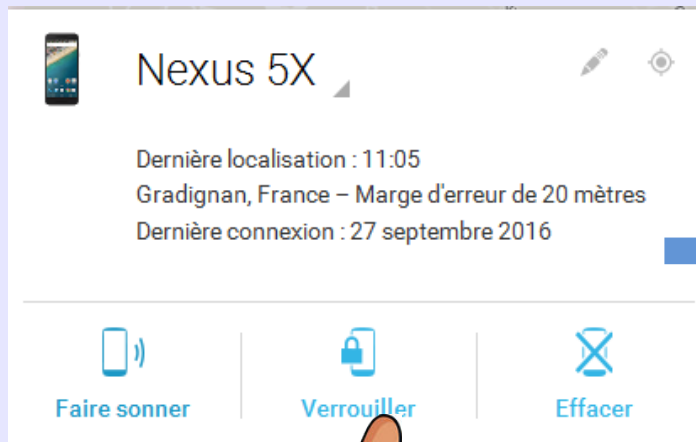 Nexus 5X
Dernière localisation : 11:05
Gradignan, France – Marge d'erreur de 20 mètres
Dernière connexion : 27 septembre 2016
Faire sonner
Verrouiller
Effacer